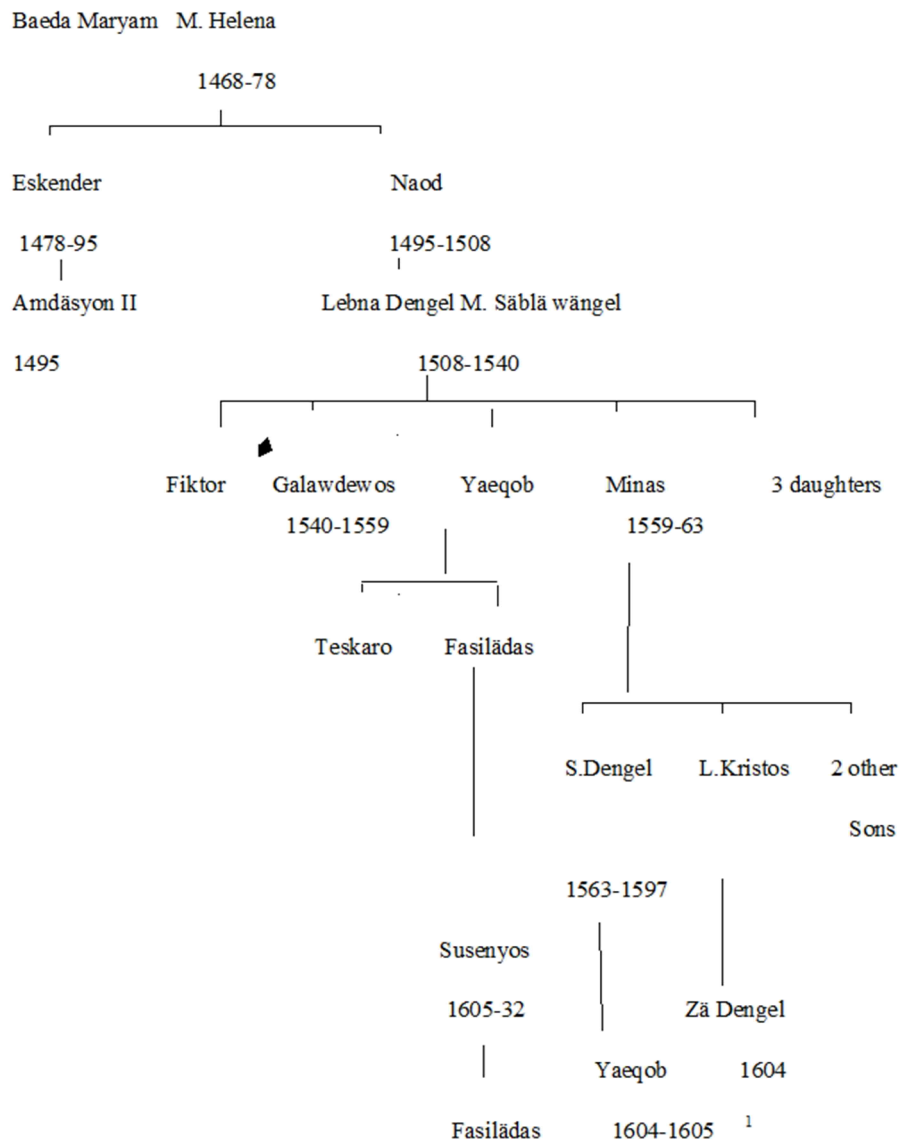 Baeda Maryam M. Helena
1468-78
Eskender Naod
1478-95 1495-1508
Amdäsyon II Lebna Dengel M. Säblä wängel
1495 1508-1540
Fiktor Galawdewos Yaeqob Minas 3 daughters
1540-1559 1559-63
Teskaro Fasilädas
S.Dengel L.Kristos 2 other
Sons
1563-1597
Susenyos
1605-32 Zä Dengel
Yaeqob 1604
Fasilädas 1604-1605 1